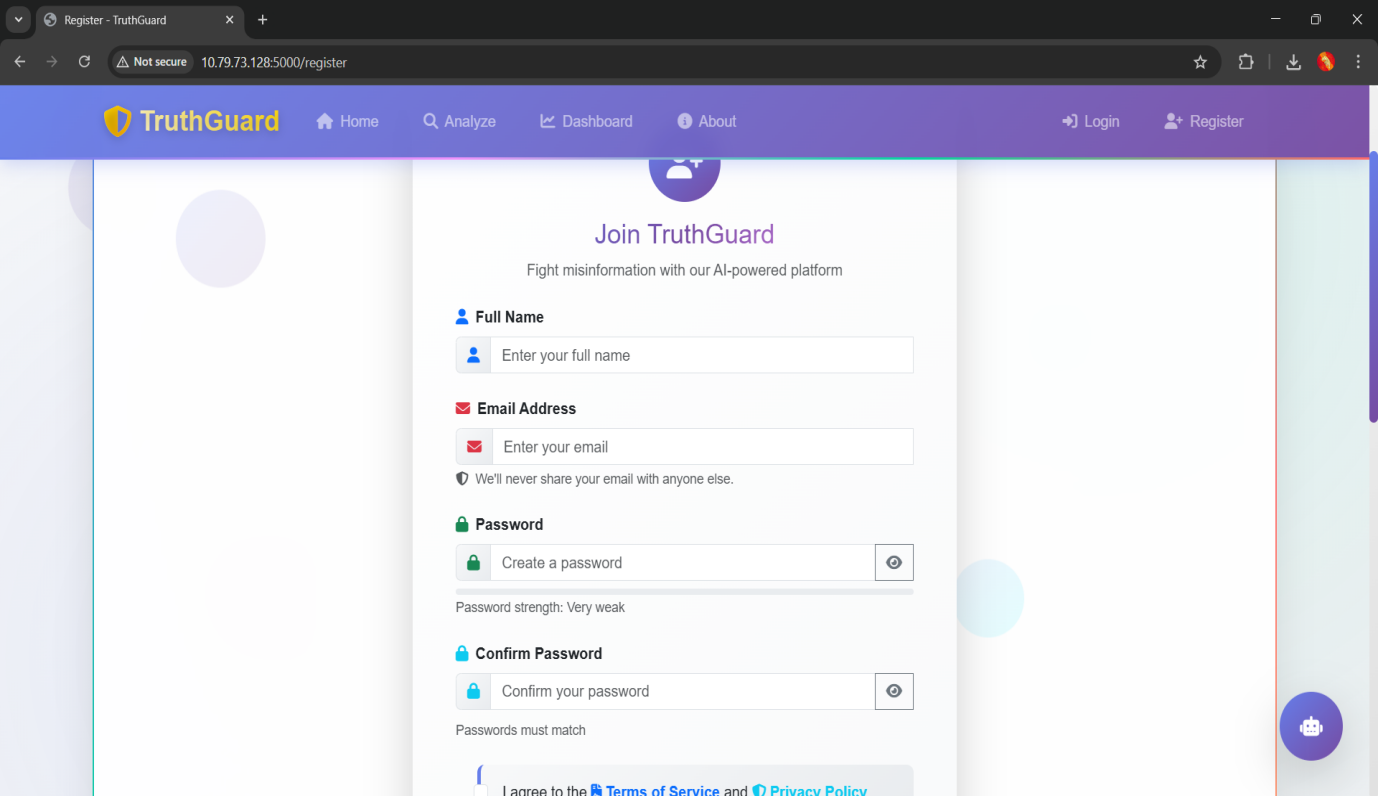 Register - TruthGuard
Not secure 10.79.73.128:5000/register
TruthGuard Home Analyze Dashboard About Login Register
Join TruthGuard
Fight misinformation with our AI-powered platform
Full Name
Enter your full name
Email Address
Enter your email
We'll never share your email with anyone else.
Password
Create a password
Password strength: Very weak
Confirm Password
Confirm your password
Passwords must match
I agree to the Terms of Service and Privacy Policy